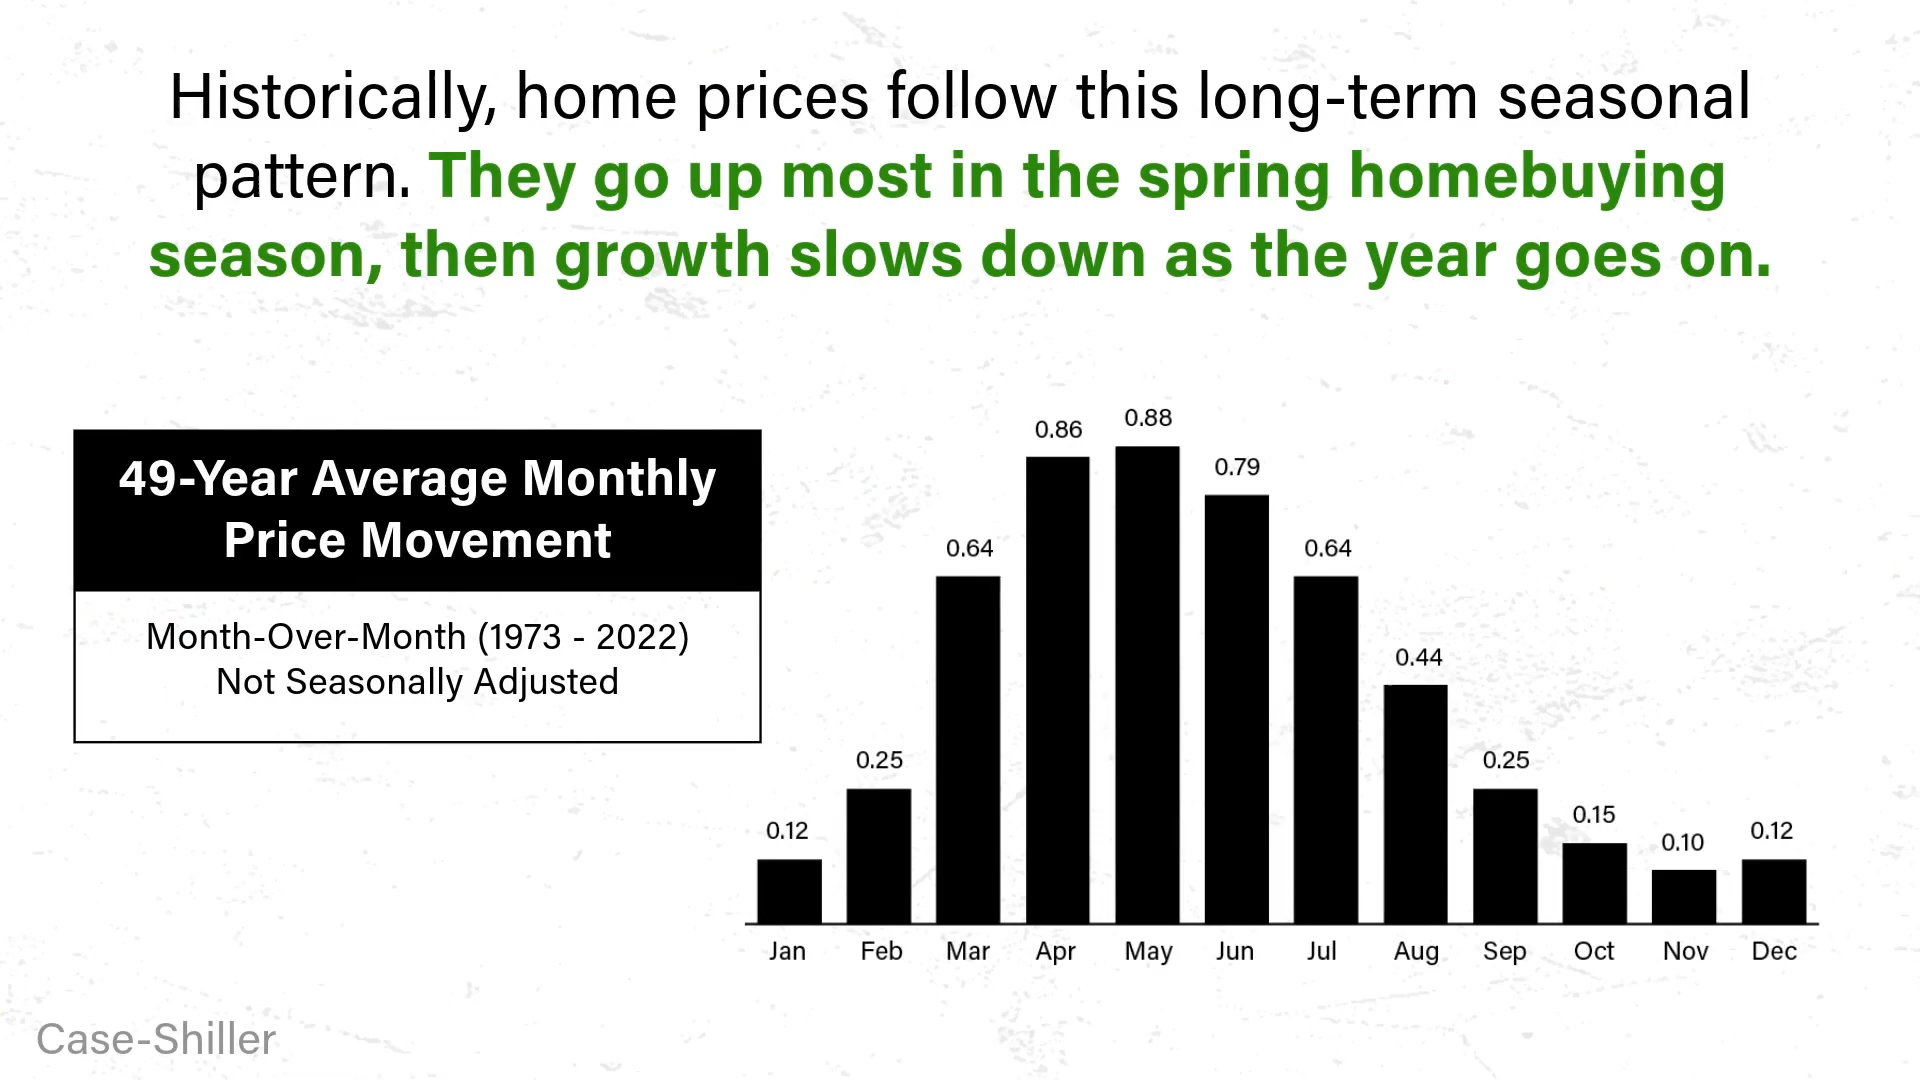 Historically, home prices follow this long-term seasonal
pattern. They go up most in the spring homebuying
season, then growth slows down as the year goes on.
49-Year Average Monthly
Price Movement
Month-Over-Month (1973 - 2022)
Not Seasonally Adjusted
0.12 0.25 0.64 0.86 0.88 0.79 0.64 0.44 0.25 0.15 0.10 0.12
Jan Feb Mar Apr May Jun Jul Aug Sep Oct Nov Dec
Case-Shiller